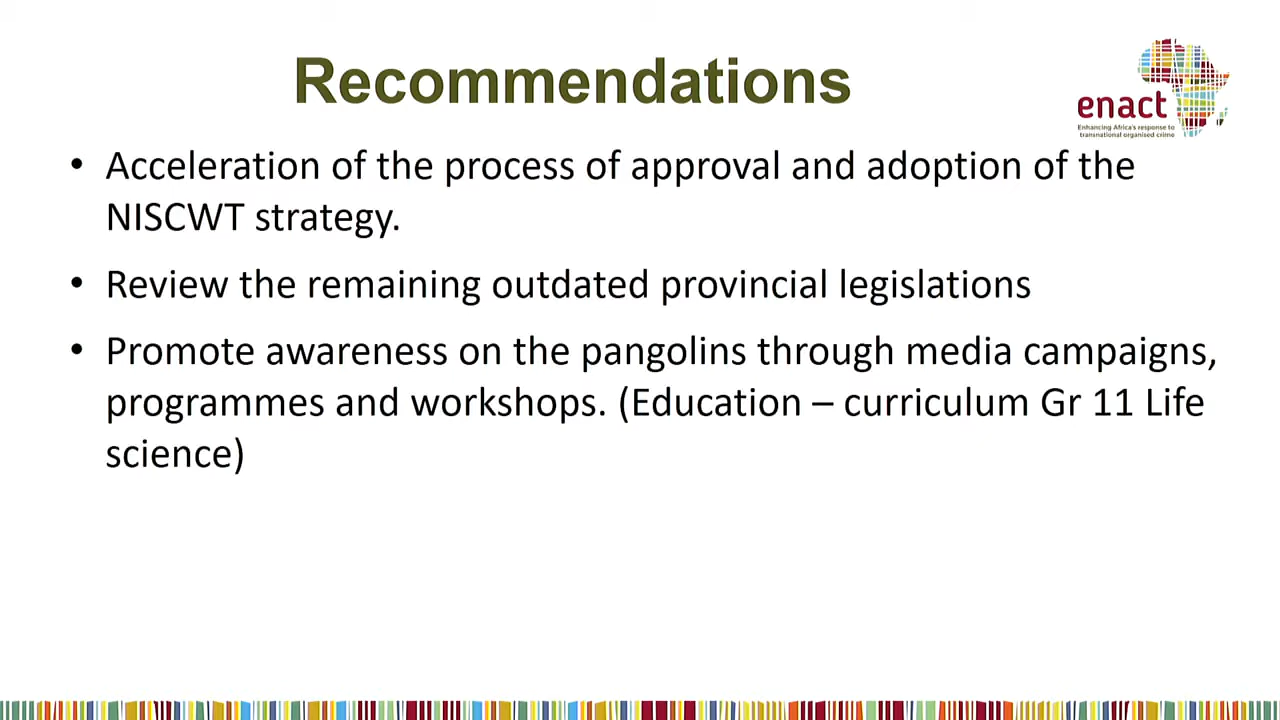 Recommendations
enact
Enhancing Africa's response to
transnational organised crime
• Acceleration of the process of approval and adoption of the
NISCWT strategy.
• Review the remaining outdated provincial legislations
• Promote awareness on the pangolins through media campaigns,
programmes and workshops. (Education – curriculum Gr 11 Life
science)